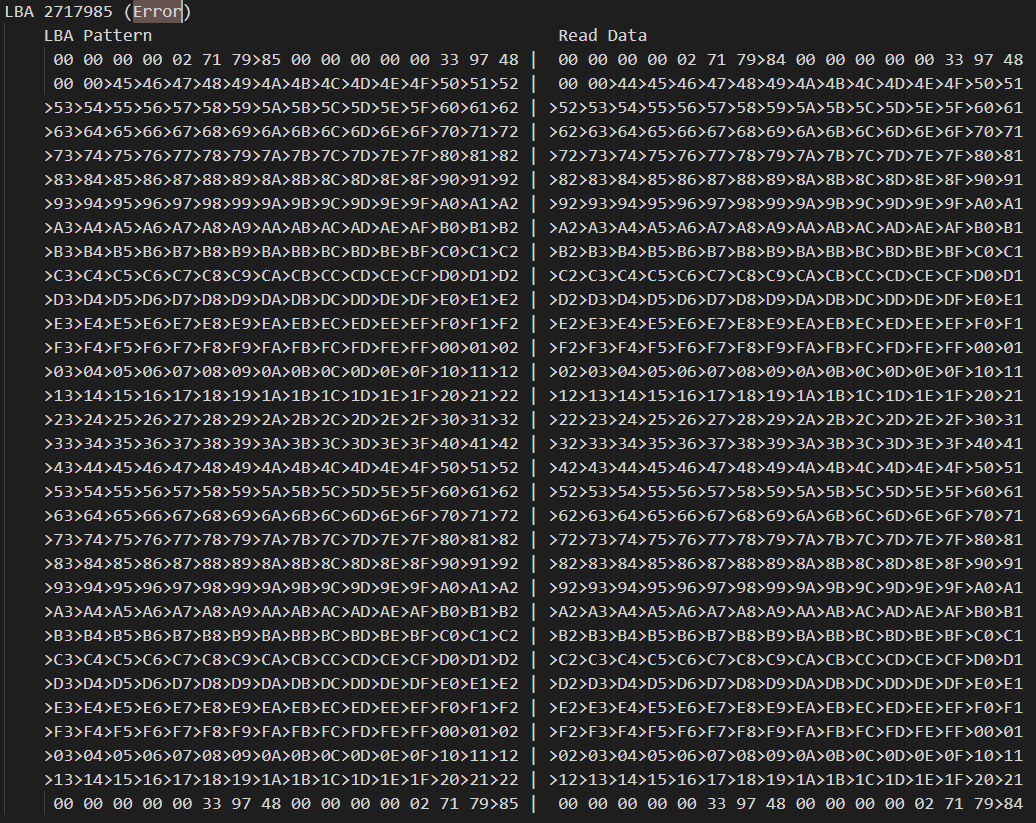 LBA 2717985 (Error)
LBA Pattern Read Data
00 00 00 00 02 71 79>85 00 00 00 00 00 33 97 48 | 00 00 00 00 02 71 79>84 00 00 00 00 00 33 97 48
00 00>45>46>47>48>49>4A>4B>4C>4D>4E>4F>50>51>52 | 00 00>44>45>46>47>48>49>4A>4B>4C>4D>4E>4F>50>51
>53>54>55>56>57>58>59>5A>5B>5C>5D>5E>5F>60>61>62 | >52>53>54>55>56>57>58>59>5A>5B>5C>5D>5E>5F>60>61
>63>64>65>66>67>68>69>6A>6B>6C>6D>6E>6F>70>71>72 | >62>63>64>65>66>67>68>69>6A>6B>6C>6D>6E>6F>70>71
>73>74>75>76>77>78>79>7A>7B>7C>7D>7E>7F>80>81>82 | >72>73>74>75>76>77>78>79>7A>7B>7C>7D>7E>7F>80>81
>83>84>85>86>87>88>89>8A>8B>8C>8D>8E>8F>90>91>92 | >82>83>84>85>86>87>88>89>8A>8B>8C>8D>8E>8F>90>91
>93>94>95>96>97>98>99>9A>9B>9C>9D>9E>9F>A0>A1>A2 | >92>93>94>95>96>97>98>99>9A>9B>9C>9D>9E>9F>A0>A1
>A3>A4>A5>A6>A7>A8>A9>AA>AB>AC>AD>AE>AF>B0>B1>B2 | >A2>A3>A4>A5>A6>A7>A8>A9>AA>AB>AC>AD>AE>AF>B0>B1
>B3>B4>B5>B6>B7>B8>B9>BA>BB>BC>BD>BE>BF>C0>C1>C2 | >B2>B3>B4>B5>B6>B7>B8>B9>BA>BB>BC>BD>BE>BF>C0>C1
>C3>C4>C5>C6>C7>C8>C9>CA>CB>CC>CD>CE>CF>D0>D1>D2 | >C2>C3>C4>C5>C6>C7>C8>C9>CA>CB>CC>CD>CE>CF>D0>D1
>D3>D4>D5>D6>D7>D8>D9>DA>DB>DC>DD>DE>DF>E0>E1>E2 | >D2>D3>D4>D5>D6>D7>D8>D9>DA>DB>DC>DD>DE>DF>E0>E1
>E3>E4>E5>E6>E7>E8>E9>EA>EB>EC>ED>EE>EF>F0>F1>F2 | >E2>E3>E4>E5>E6>E7>E8>E9>EA>EB>EC>ED>EE>EF>F0>F1
>F3>F4>F5>F6>F7>F8>F9>FA>FB>FC>FD>FE>FF>00>01>02 | >F2>F3>F4>F5>F6>F7>F8>F9>FA>FB>FC>FD>FE>FF>00>01
>03>04>05>06>07>08>09>0A>0B>0C>0D>0E>0F>10>11>12 | >02>03>04>05>06>07>08>09>0A>0B>0C>0D>0E>0F>10>11
>13>14>15>16>17>18>19>1A>1B>1C>1D>1E>1F>20>21>22 | >12>13>14>15>16>17>18>19>1A>1B>1C>1D>1E>1F>20>21
>23>24>25>26>27>28>29>2A>2B>2C>2D>2E>2F>30>31>32 | >22>23>24>25>26>27>28>29>2A>2B>2C>2D>2E>2F>30>31
>33>34>35>36>37>38>39>3A>3B>3C>3D>3E>3F>40>41>42 | >32>33>34>35>36>37>38>39>3A>3B>3C>3D>3E>3F>40>41
>43>44>45>46>47>48>49>4A>4B>4C>4D>4E>4F>50>51>52 | >42>43>44>45>46>47>48>49>4A>4B>4C>4D>4E>4F>50>51
>53>54>55>56>57>58>59>5A>5B>5C>5D>5E>5F>60>61>62 | >52>53>54>55>56>57>58>59>5A>5B>5C>5D>5E>5F>60>61
>63>64>65>66>67>68>69>6A>6B>6C>6D>6E>6F>70>71>72 | >62>63>64>65>66>67>68>69>6A>6B>6C>6D>6E>6F>70>71
>73>74>75>76>77>78>79>7A>7B>7C>7D>7E>7F>80>81>82 | >72>73>74>75>76>77>78>79>7A>7B>7C>7D>7E>7F>80>81
>83>84>85>86>87>88>89>8A>8B>8C>8D>8E>8F>90>91>92 | >82>83>84>85>86>87>88>89>8A>8B>8C>8D>8E>8F>90>91
>93>94>95>96>97>98>99>9A>9B>9C>9D>9E>9F>A0>A1>A2 | >92>93>94>95>96>97>98>99>9A>9B>9C>9D>9E>9F>A0>A1
>A3>A4>A5>A6>A7>A8>A9>AA>AB>AC>AD>AE>AF>B0>B1>B2 | >A2>A3>A4>A5>A6>A7>A8>A9>AA>AB>AC>AD>AE>AF>B0>B1
>B3>B4>B5>B6>B7>B8>B9>BA>BB>BC>BD>BE>BF>C0>C1>C2 | >B2>B3>B4>B5>B6>B7>B8>B9>BA>BB>BC>BD>BE>BF>C0>C1
>C3>C4>C5>C6>C7>C8>C9>CA>CB>CC>CD>CE>CF>D0>D1>D2 | >C2>C3>C4>C5>C6>C7>C8>C9>CA>CB>CC>CD>CE>CF>D0>D1
>D3>D4>D5>D6>D7>D8>D9>DA>DB>DC>DD>DE>DF>E0>E1>E2 | >D2>D3>D4>D5>D6>D7>D8>D9>DA>DB>DC>DD>DE>DF>E0>E1
>E3>E4>E5>E6>E7>E8>E9>EA>EB>EC>ED>EE>EF>F0>F1>F2 | >E2>E3>E4>E5>E6>E7>E8>E9>EA>EB>EC>ED>EE>EF>F0>F1
>F3>F4>F5>F6>F7>F8>F9>FA>FB>FC>FD>FE>FF>00>01>02 | >F2>F3>F4>F5>F6>F7>F8>F9>FA>FB>FC>FD>FE>FF>00>01
>03>04>05>06>07>08>09>0A>0B>0C>0D>0E>0F>10>11>12 | >02>03>04>05>06>07>08>09>0A>0B>0C>0D>0E>0F>10>11
>13>14>15>16>17>18>19>1A>1B>1C>1D>1E>1F>20>21>22 | >12>13>14>15>16>17>18>19>1A>1B>1C>1D>1E>1F>20>21
00 00 00 00 00 33 97 48 00 00 00 00 02 71 79>85 | 00 00 00 00 00 33 97 48 00 00 00 00 02 71 79>84